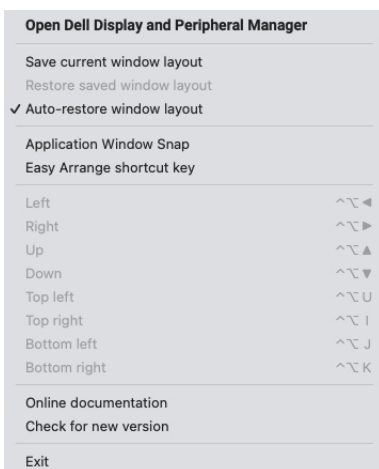 Open Dell Display and Peripheral Manager
Save current window layout
Restore saved window layout
✓ Auto-restore window layout
Application Window Snap
Easy Arrange shortcut key
Left ^⌥◀
Right ^⌥▶
Up ^⌥▲
Down ^⌥▼
Top left ^⌥U
Top right ^⌥I
Bottom left ^⌥J
Bottom right ^⌥K
Online documentation
Check for new version
Exit